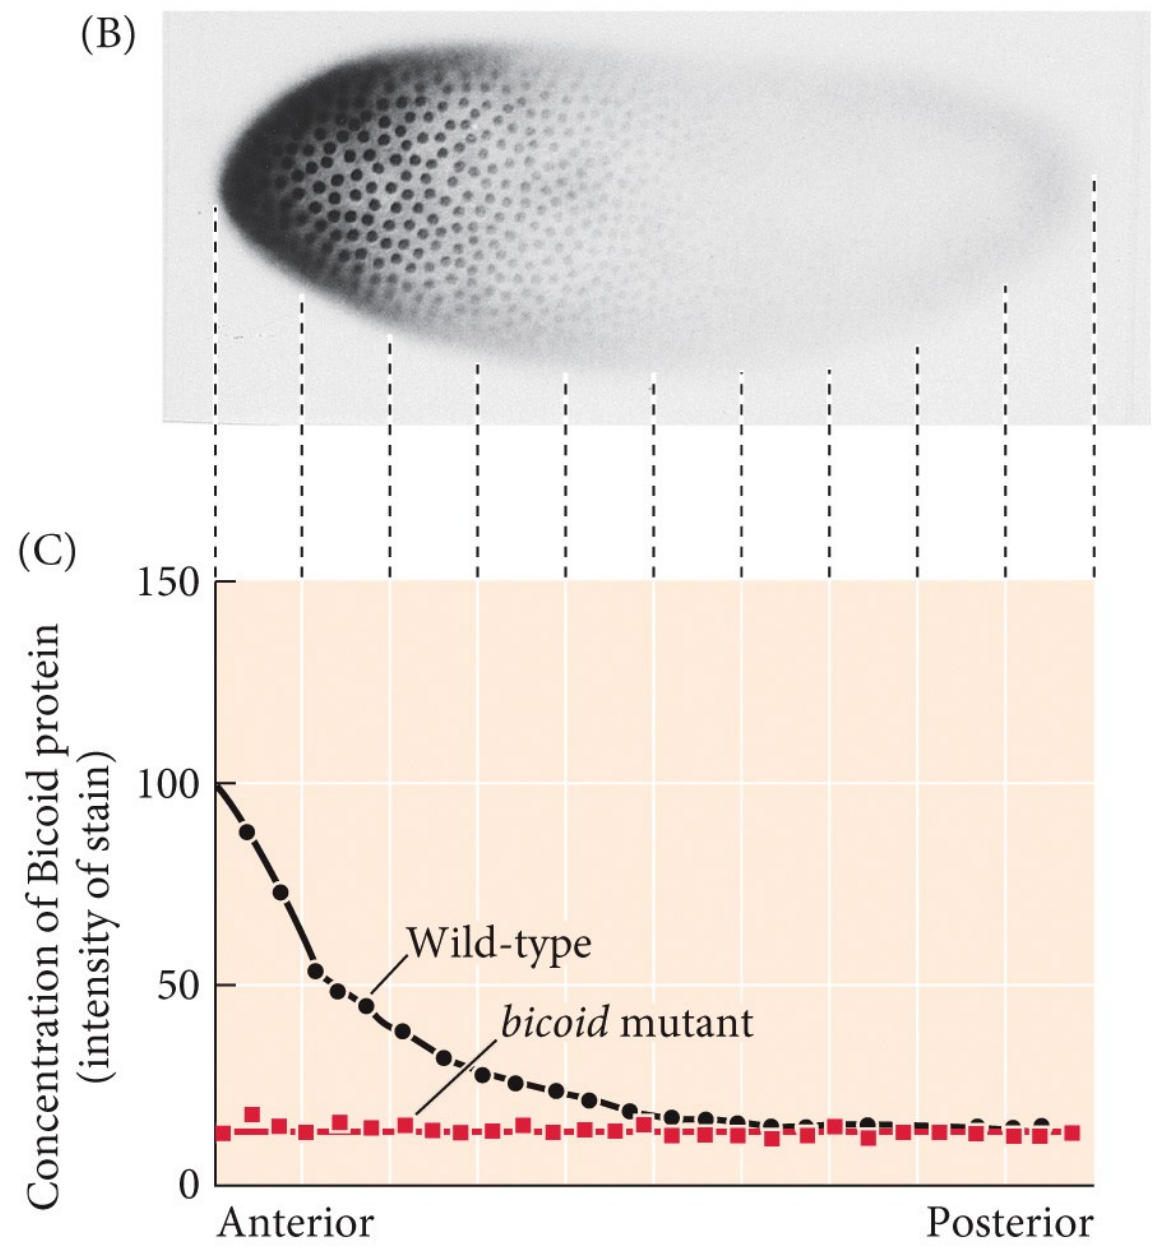 (B)
(C)
Concentration of Bicoid protein
(intensity of stain)
150
100
50
0
Wild-type
bicoid mutant
Anterior
Posterior